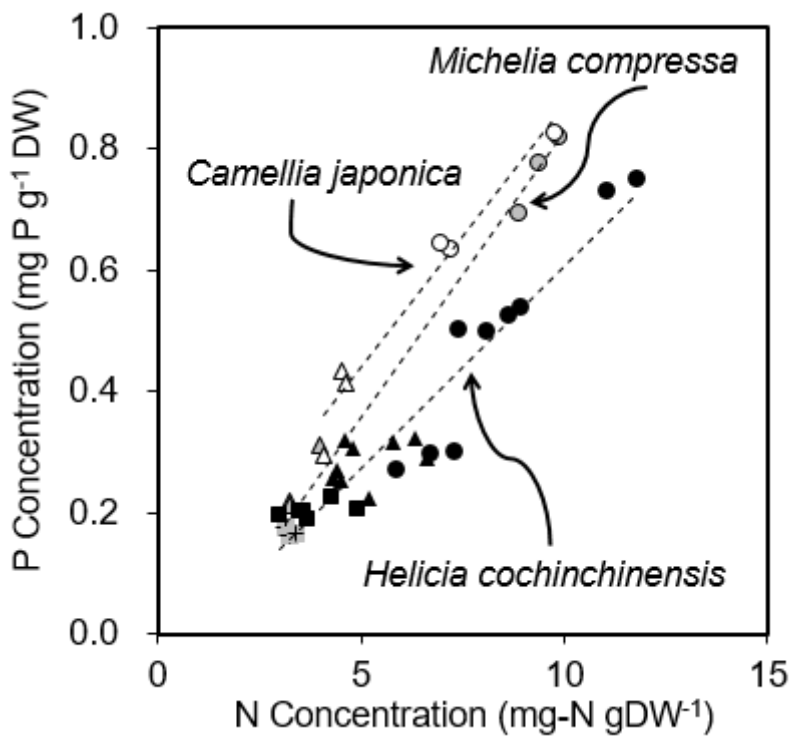 1.0
Michelia compressa
0.8
Camellia japonica
0.6
0.4
0.2
Helicia cochinchinensis
0.0
0 5 10 15
N Concentration (mg-N gDW⁻¹)
P Concentration (mg P g⁻¹ DW)